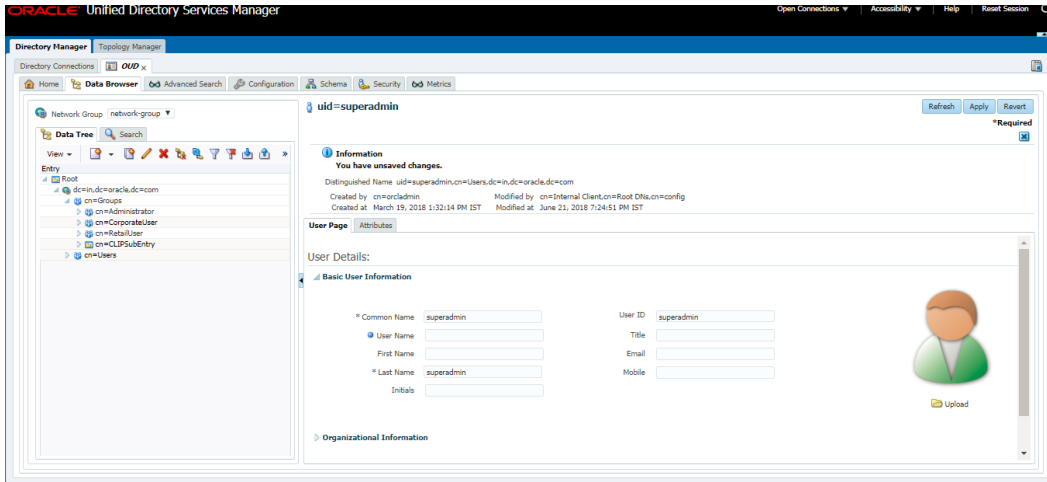 ORACLE Unified Directory Services Manager
Open Connections Accessibility Help Reset Session
Directory Manager Topology Manager
Directory Connections OUD
Home Data Browser Advanced Search Configuration Schema Security Metrics
Network Group network-group
Data Tree Search
View
Entry
Root
dc=in,dc=oracle,dc=com
cn=Groups
cn=Administrator
cn=CorporateUser
cn=RetailUser
cn=CLIPSubEntry
cn=Users
uid=superadmin
Refresh Apply Revert
*Required
Information
You have unsaved changes.
Distinguished Name uid=superadmin,cn=Users,dc=in,dc=oracle,dc=com
Created by cn=orcladmin Modified by cn=Internal Client,cn=Root DNs,cn=config
Created at March 19, 2018 1:32:14 PM IST Modified at June 21, 2018 7:24:51 PM IST
User Page Attributes
User Details:
Basic User Information
* Common Name superadmin User ID superadmin
User Name Title
First Name Email
* Last Name superadmin Mobile
Initials
Upload
Organizational Information